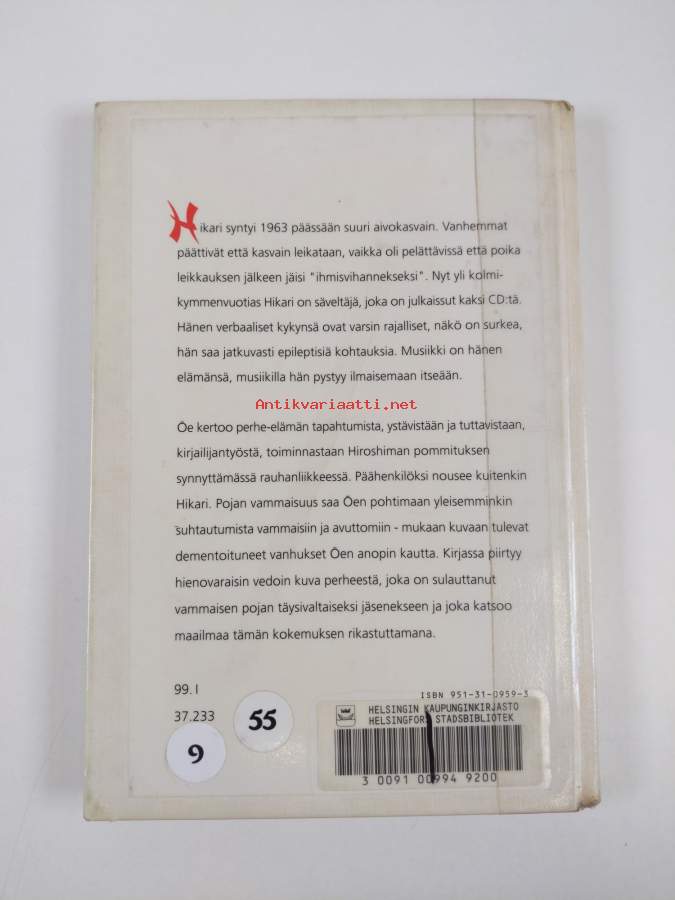 Hikari syntyi 1963 päässään suuri aivokasvain. Vanhemmat
päättivät että kasvain leikataan, vaikka oli pelättävissä että poika
leikkauksen jälkeen jäisi "ihmisvihannekseksi". Nyt yli kolmi-
kymmenvuotias Hikari on säveltäjä, joka on julkaissut kaksi CD:tä.
Hänen verbaaliset kykynsä ovat varsin rajalliset, näkö on surkea,
hän saa jatkuvasti epileptisiä kohtauksia. Musiikki on hänen
elämänsä, musiikilla hän pystyy ilmaisemaan itseään.
Antikvariaatti.net
Ōe kertoo perhe-elämän tapahtumista, ystävistään ja tuttavistaan,
kirjailijantyöstä, toiminnastaan Hiroshiman pommituksen
synnyttämässä rauhanliikkeessä. Päähenkilöksi nousee kuitenkin
Hikari. Pojan vammaisuus saa Ōen pohtimaan yleisemminkin
suhtautumista vammaisiin ja avuttomiin - mukaan kuvaan tulevat
dementoituneet vanhukset Ōen anopin kautta. Kirjassa piirtyy
hienovaraisin vedoin kuva perheestä, joka on sulauttanut
vammaisen pojan täysivaltaiseksi jäsenekseen ja joka katsoo
maailmaa tämän kokemuksen rikastuttamana.
99.1
37.233
55
9
ISBN 951-31-0959-3
HELSINGIN KAUPUNGINKIRJASTO
HELSINGFORS STADSBIBLIOTEK
3 0091 00994 9200